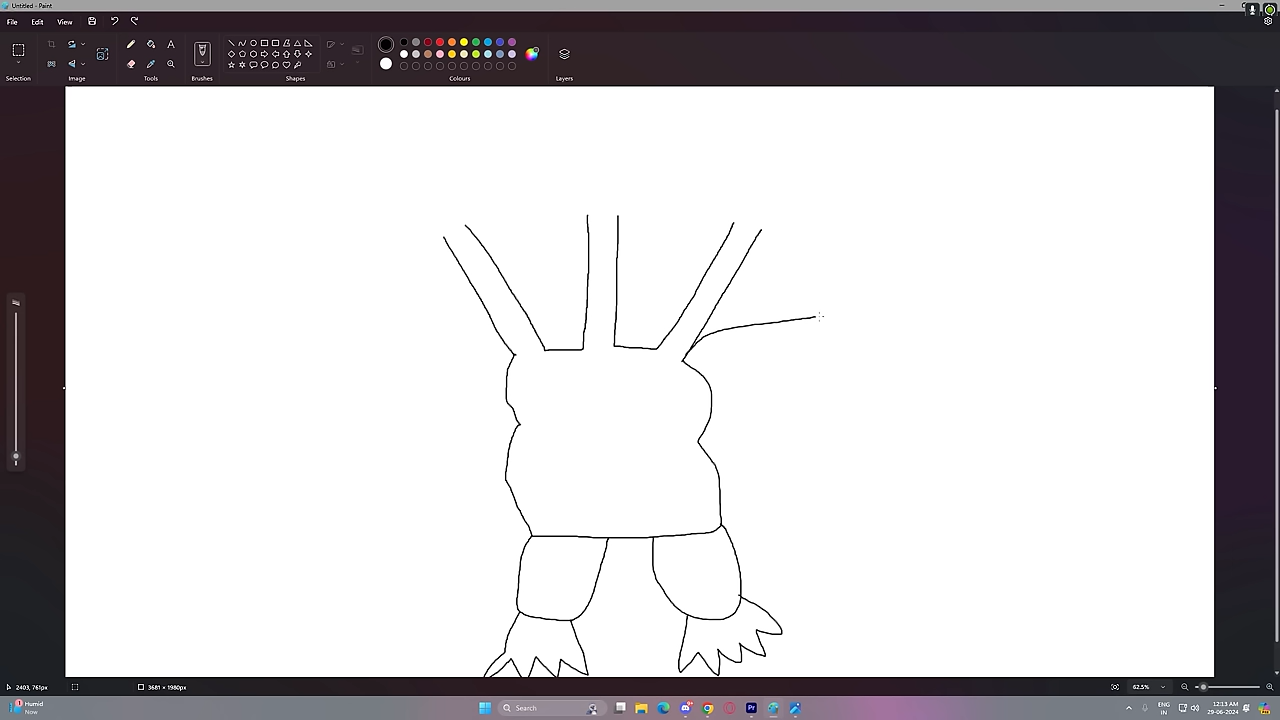 Untitled - Paint
File Edit View
Selection
Image
Tools
Brushes
Shapes
Colours
Layers
2403, 761px
3681 × 1980px
62.5%
Humid
Now
Search
ENG
IN
12:13 AM
29-06-2024